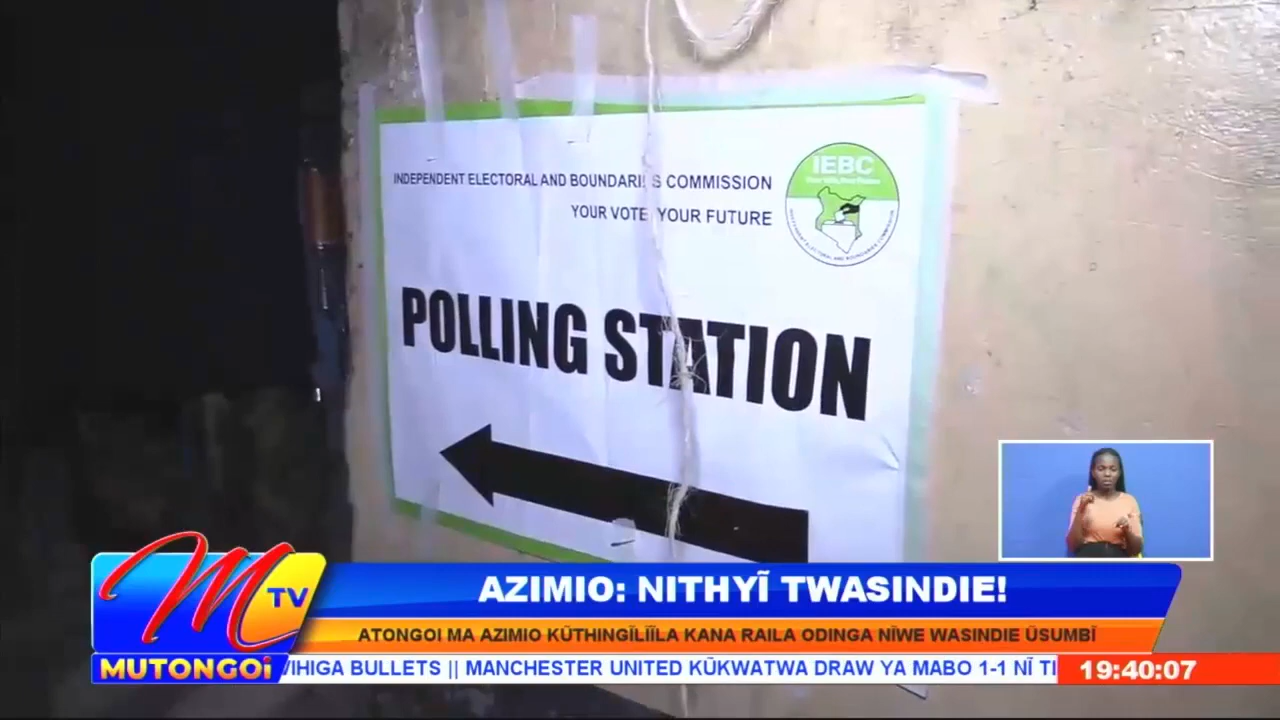 INDEPENDENT ELECTORAL AND BOUNDARIES COMMISSION
YOUR VOTE YOUR FUTURE
IEBC
POLLING STATION
AZIMIO: NITHYĨ TWASINDIE!
ATONGOI MA AZIMIO KŨTHINGĨLĨĨLA KANA RAILA ODINGA NĨWE WASINDIE ŨSUMBĨ
M TV
MUTONGOi
VIHIGA BULLETS || MANCHESTER UNITED KŨKWATWA DRAW YA MABO 1-1 NĨ TI
19:40:07